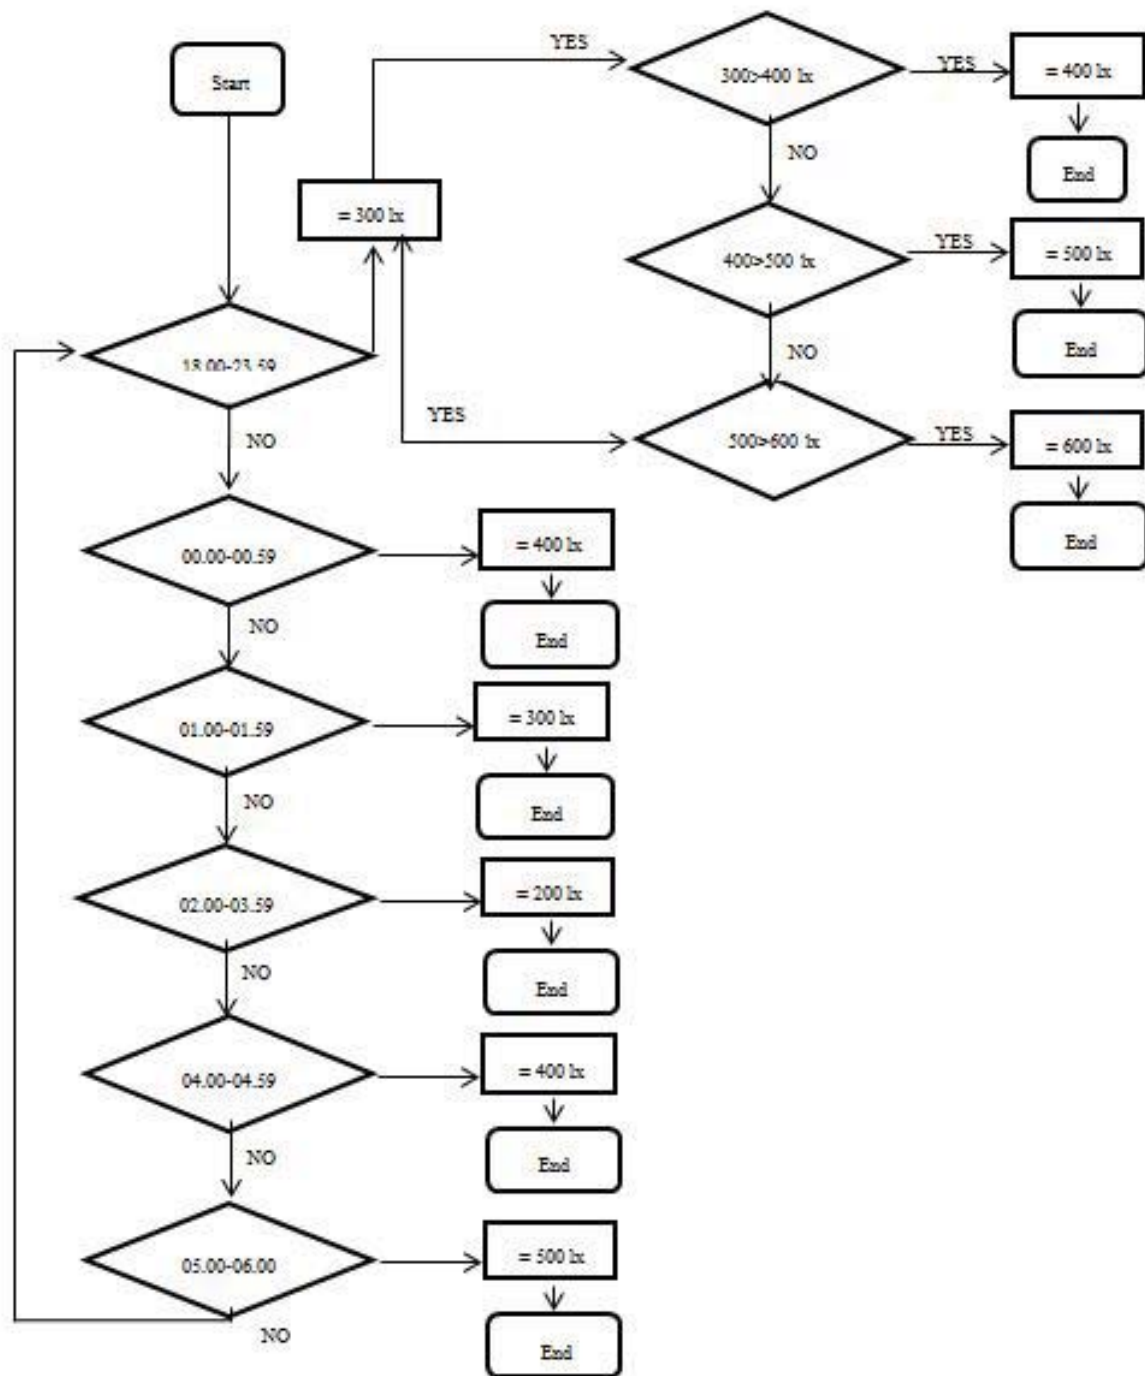 Start
= 300 lx
YES
300>400 lx
YES
= 400 lx
End
NO
400>500 lx
YES
= 500 lx
End
NO
YES
500>600 lx
YES
= 600 lx
End
18.00-23.59
NO
00.00-00.59
= 400 lx
End
NO
01.00-01.59
= 300 lx
End
NO
02.00-03.59
= 200 lx
End
NO
04.00-04.59
= 400 lx
End
NO
05.00-06.00
= 500 lx
End
NO